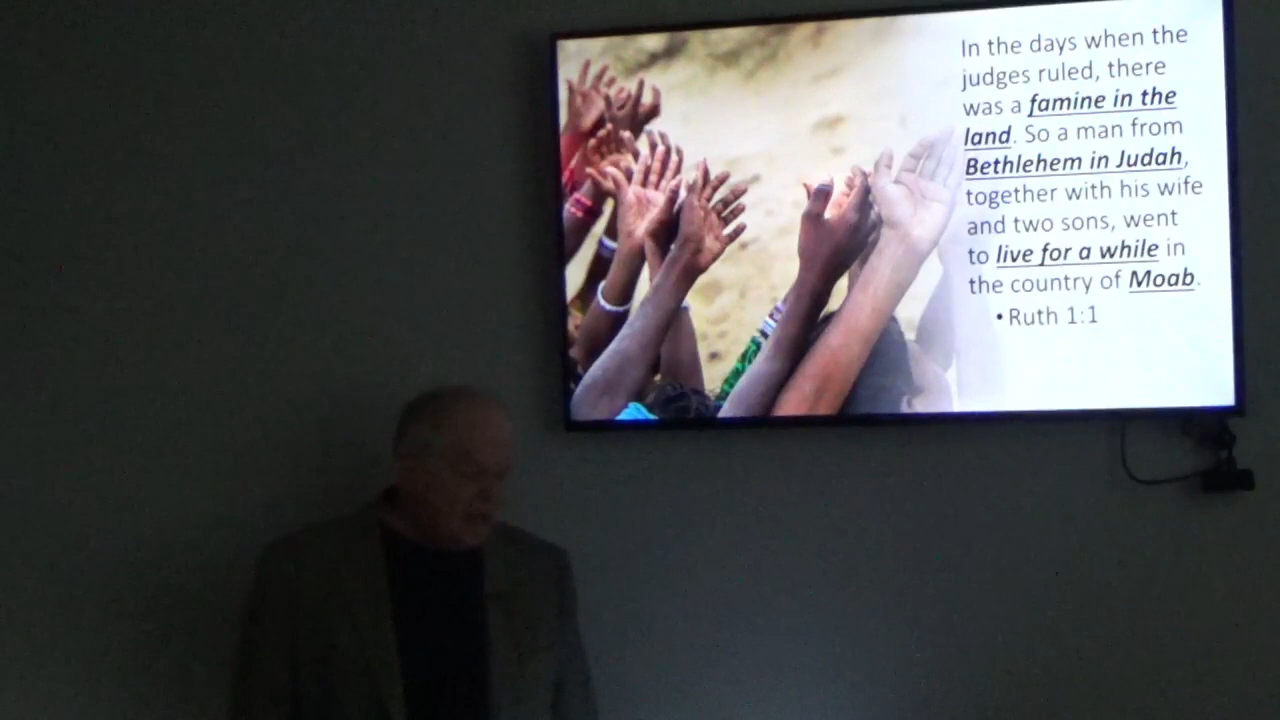 In the days when the
judges ruled, there
was a famine in the
land. So a man from
Bethlehem in Judah,
together with his wife
and two sons, went
to live for a while in
the country of Moab.
• Ruth 1:1